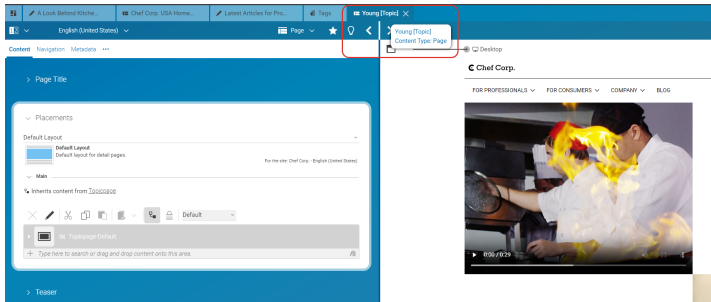 A Look Behind Kitche...
Chef Corp. USA Home...
Latest Articles for Pro...
Tags
Young [Topic]
English (United States)
Page
Young [Topic]
Content Type: Page
Content Navigation Metadata •••
Desktop
Page Title
Chef Corp.
FOR PROFESSIONALS
FOR CONSUMERS
COMPANY
BLOG
Placements
Default Layout
Default Layout
Default layout for detail pages.
For the site: Chef Corp. - English (United States)
Main
Inherits content from Topicpage
Default
Topicpage Default
Type here to search or drag and drop content onto this area.
0:00 / 0:29
Teaser